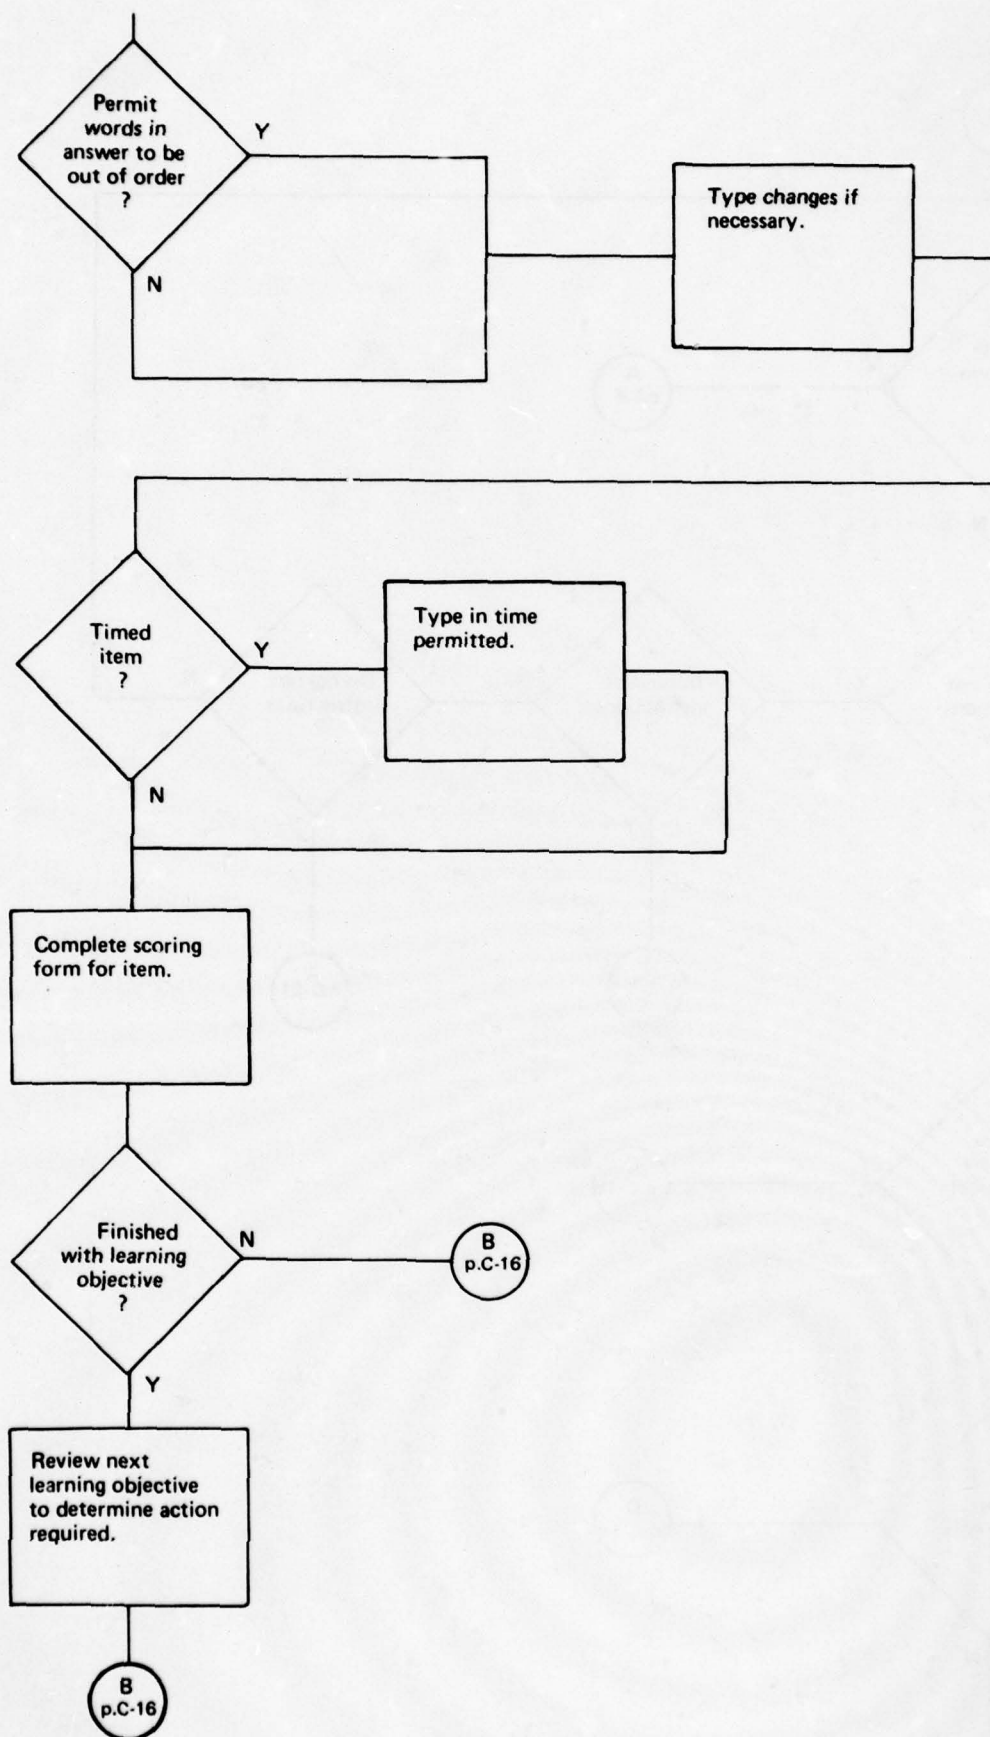 Permit
words in
answer to be
out of order
?
Y
N
Type changes if
necessary.
Timed
item
?
Y
N
Type in time
permitted.
Complete scoring
form for item.
Finished
with learning
objective
?
N
B
p.C-16
Y
Review next
learning objective
to determine action
required.
B
p.C-16